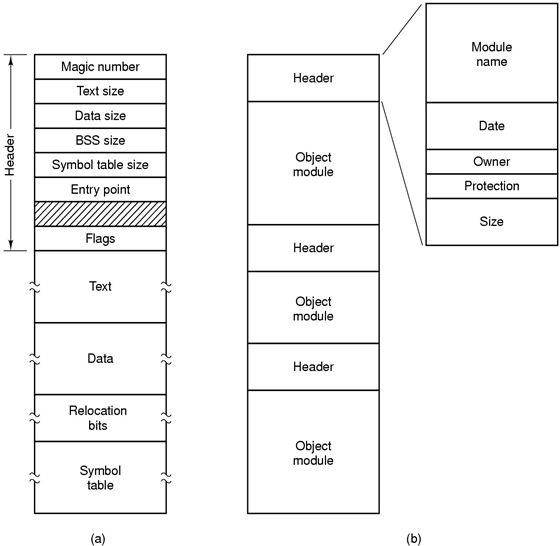 Header
Magic number
Text size
Data size
BSS size
Symbol table size
Entry point
Flags
Text
Data
Relocation
bits
Symbol
table
(a)
Header
Object
module
Header
Object
module
Header
Object
module
Module
name
Date
Owner
Protection
Size
(b)